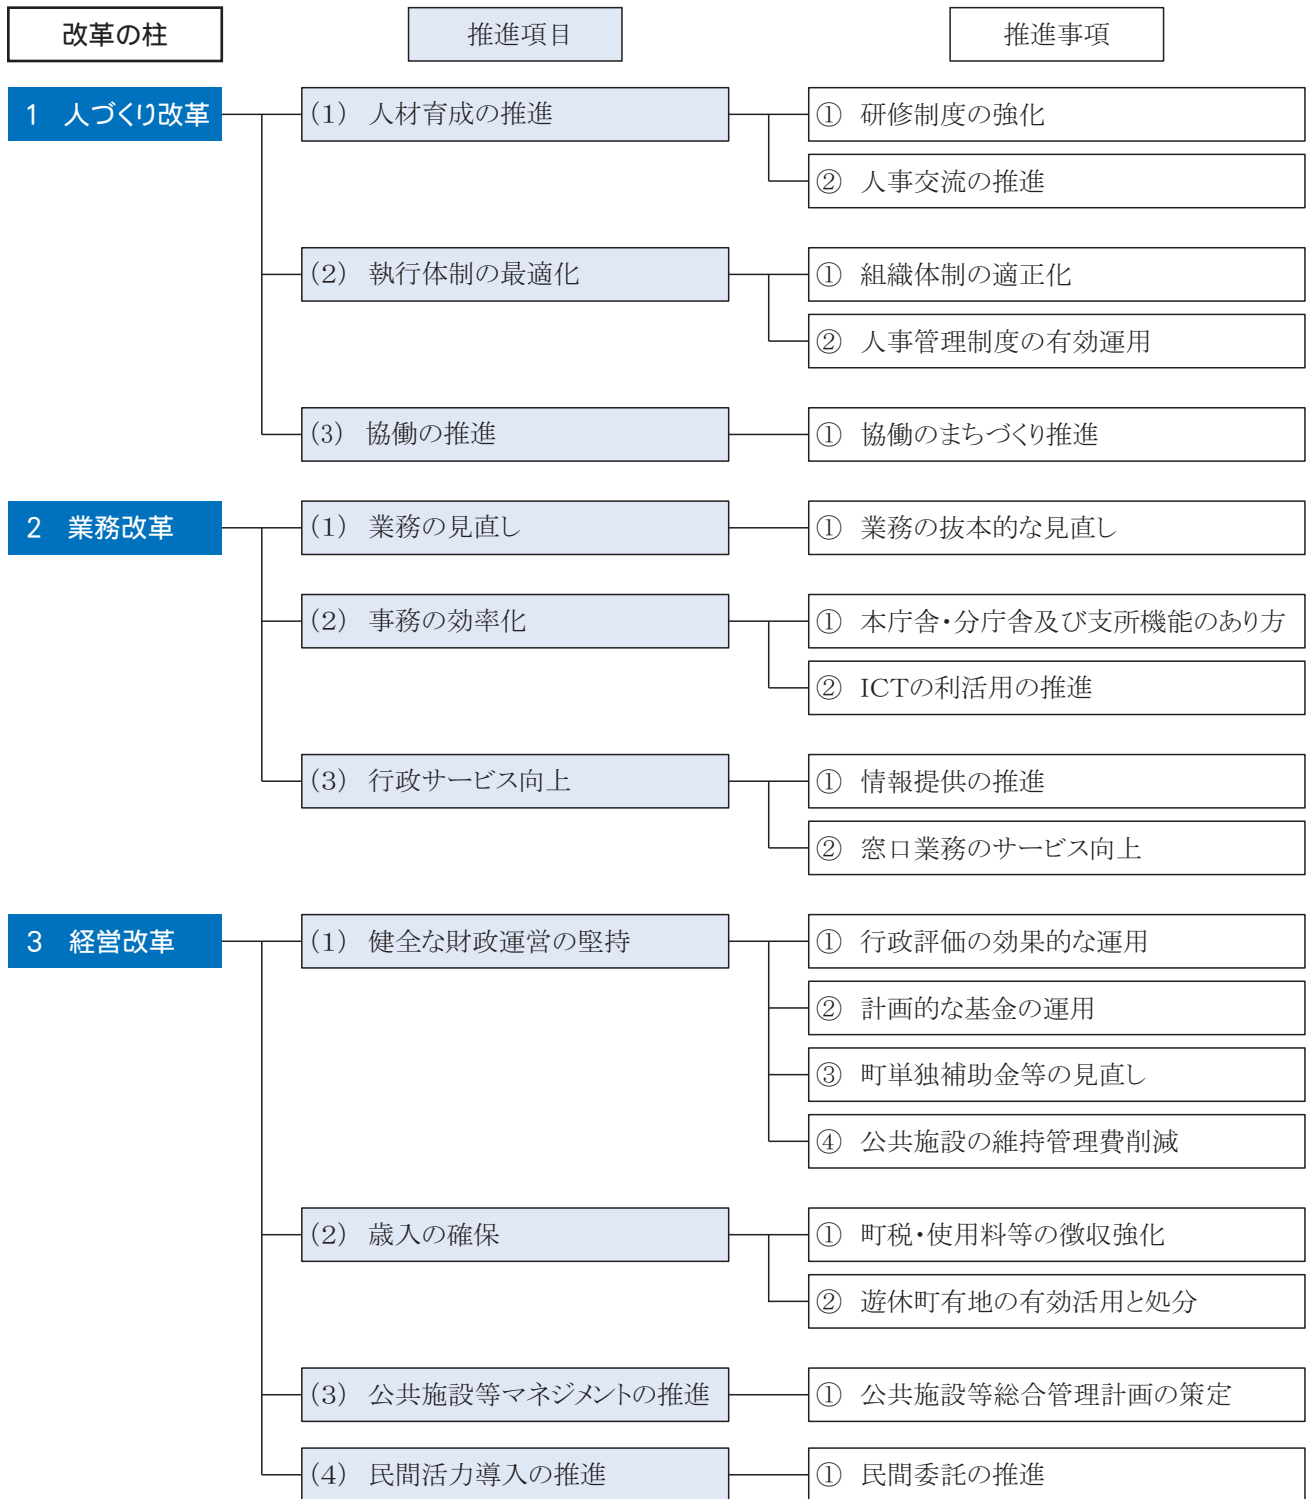 改革の柱 推進項目 推進事項
1 人づくり改革 (1) 人材育成の推進 ① 研修制度の強化
② 人事交流の推進
(2) 執行体制の最適化 ① 組織体制の適正化
② 人事管理制度の有効運用
(3) 協働の推進 ① 協働のまちづくり推進
2 業務改革 (1) 業務の見直し ① 業務の抜本的な見直し
(2) 事務の効率化 ① 本庁舎・分庁舎及び支所機能のあり方
② ICTの利活用の推進
(3) 行政サービス向上 ① 情報提供の推進
② 窓口業務のサービス向上
3 経営改革 (1) 健全な財政運営の堅持 ① 行政評価の効果的な運用
② 計画的な基金の運用
③ 町単独補助金等の見直し
④ 公共施設の維持管理費削減
(2) 歳入の確保 ① 町税・使用料等の徴収強化
② 遊休町有地の有効活用と処分
(3) 公共施設等マネジメントの推進 ① 公共施設等総合管理計画の策定
(4) 民間活力導入の推進 ① 民間委託の推進